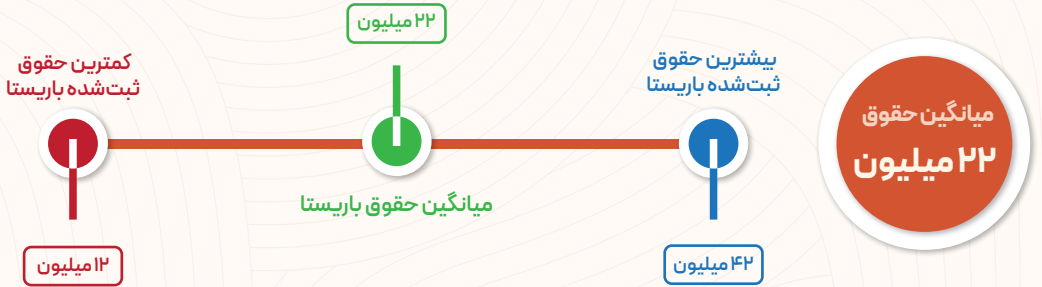 میانگین حقوق
۲۲ میلیون
بیشترین حقوق
ثبت‌شده باریستا
۴۲ میلیون
۲۲ میلیون
میانگین حقوق باریستا
کمترین حقوق
ثبت‌شده باریستا
۱۲ میلیون